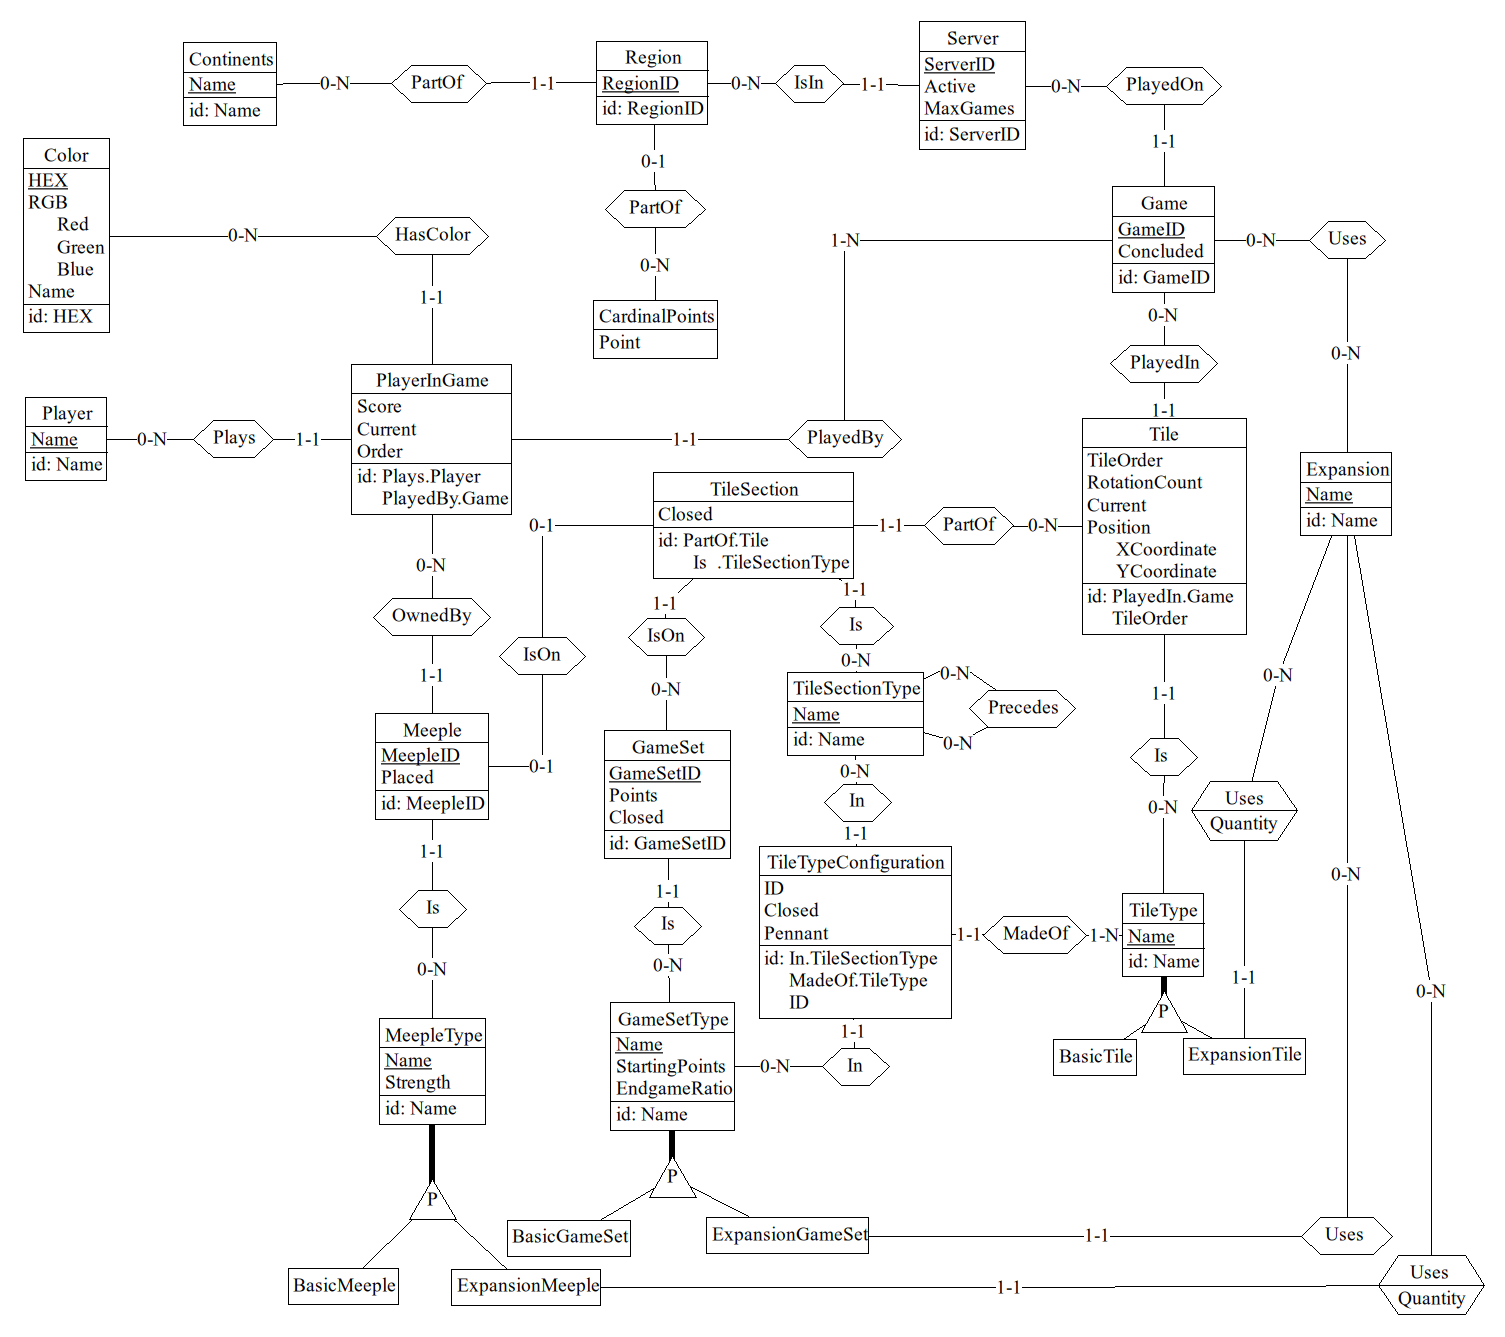 Continents
Name
id: Name
0-N
PartOf
1-1
Region
RegionID
id: RegionID
0-N
IsIn
1-1
Server
ServerID
Active
MaxGames
id: ServerID
0-N
PlayedOn
1-1
0-1
PartOf
0-N
CardinalPoints
Point
Color
HEX
RGB
Red
Green
Blue
Name
id: HEX
0-N
HasColor
1-1
Game
GameID
Concluded
id: GameID
1-N
0-N
Uses
0-N
0-N
PlayedIn
1-1
Player
Name
id: Name
0-N
Plays
1-1
PlayerInGame
Score
Current
Order
id: Plays.Player
PlayedBy.Game
1-1
PlayedBy
Tile
TileOrder
RotationCount
Current
Position
XCoordinate
YCoordinate
id: PlayedIn.Game
TileOrder
Expansion
Name
id: Name
TileSection
Closed
id: PartOf.Tile
Is .TileSectionType
0-1
1-1
PartOf
0-N
0-N
OwnedBy
1-1
IsOn
0-1
1-1
IsOn
0-N
1-1
Is
0-N
TileSectionType
Name
id: Name
0-N
Precedes
0-N
1-1
Is
0-N
0-N
Uses
Quantity
1-1
Meeple
MeepleID
Placed
id: MeepleID
GameSet
GameSetID
Points
Closed
id: GameSetID
0-N
In
1-1
TileTypeConfiguration
ID
Closed
Pennant
id: In.TileSectionType
MadeOf.TileType
ID
1-1
MadeOf
1-N
TileType
Name
id: Name
P
BasicTile
ExpansionTile
0-N
0-N
1-1
Is
0-N
1-1
Is
0-N
MeepleType
Name
Strength
id: Name
GameSetType
Name
StartingPoints
EndgameRatio
id: Name
0-N
In
1-1
P
BasicMeeple
ExpansionMeeple
P
BasicGameSet
ExpansionGameSet
1-1
Uses
1-1
Uses
Quantity